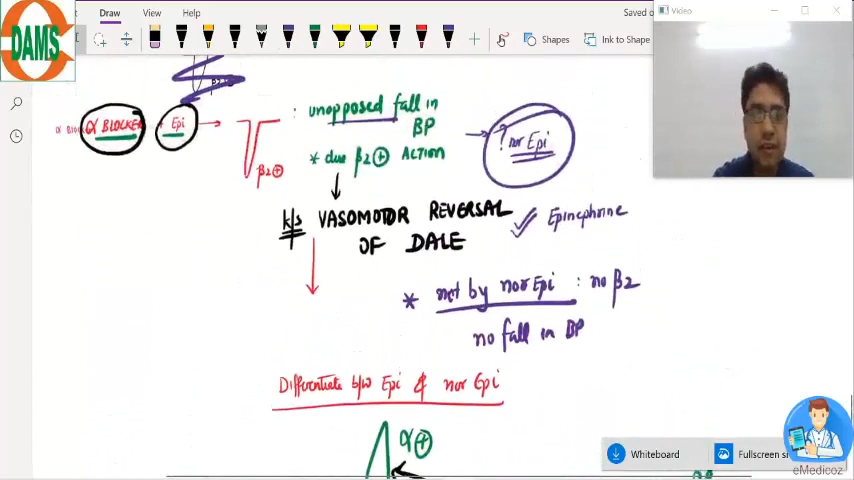 Draw
View
Help
Saved o
Video
DAMS
Shapes
Ink to Shape
α BLOCKER + Epi →
: unopposed fall in
BP
* due β2 ⊕ ACTION
β2 ⊕
! nor Epi
k/s VASOMOTOR REVERSAL
OF DALE
Epinephrine
* not by nor Epi : no β2
no fall in BP
Differentiate b/w Epi & nor Epi
α ⊕
Whiteboard
Fullscreen s
eMedicoz